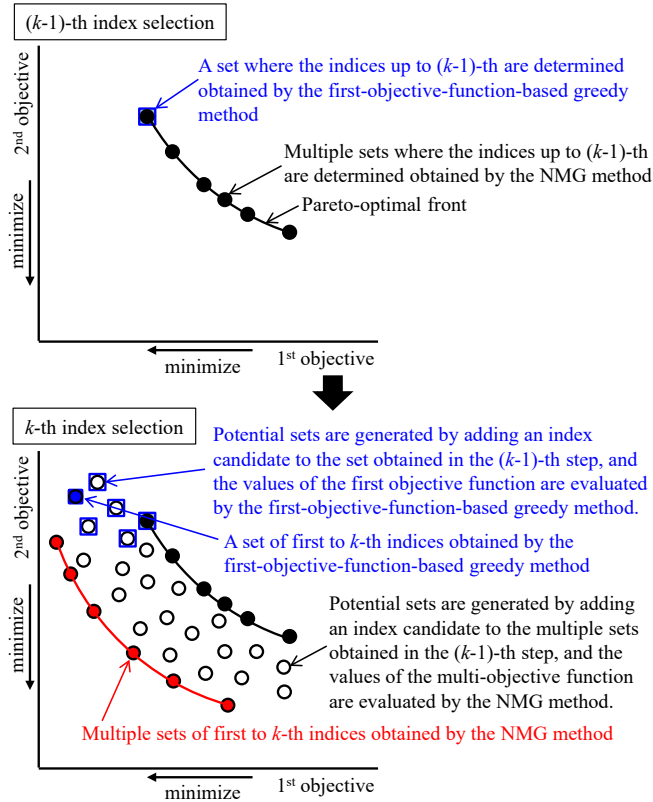 (k-1)-th index selection
A set where the indices up to (k-1)-th are determined
obtained by the first-objective-function-based greedy
method
2nd objective
minimize
Multiple sets where the indices up to (k-1)-th
are determined obtained by the NMG method
Pareto-optimal front
1st objective
minimize
k-th index selection
Potential sets are generated by adding an index
candidate to the set obtained in the (k-1)-th step, and
the values of the first objective function are evaluated
by the first-objective-function-based greedy method.
2nd objective
minimize
A set of first to k-th indices obtained by the
first-objective-function-based greedy method
Potential sets are generated by adding
an index candidate to the multiple sets
obtained in the (k-1)-th step, and the
values of the multi-objective function
are evaluated by the NMG method.
Multiple sets of first to k-th indices obtained by the NMG method
1st objective
minimize